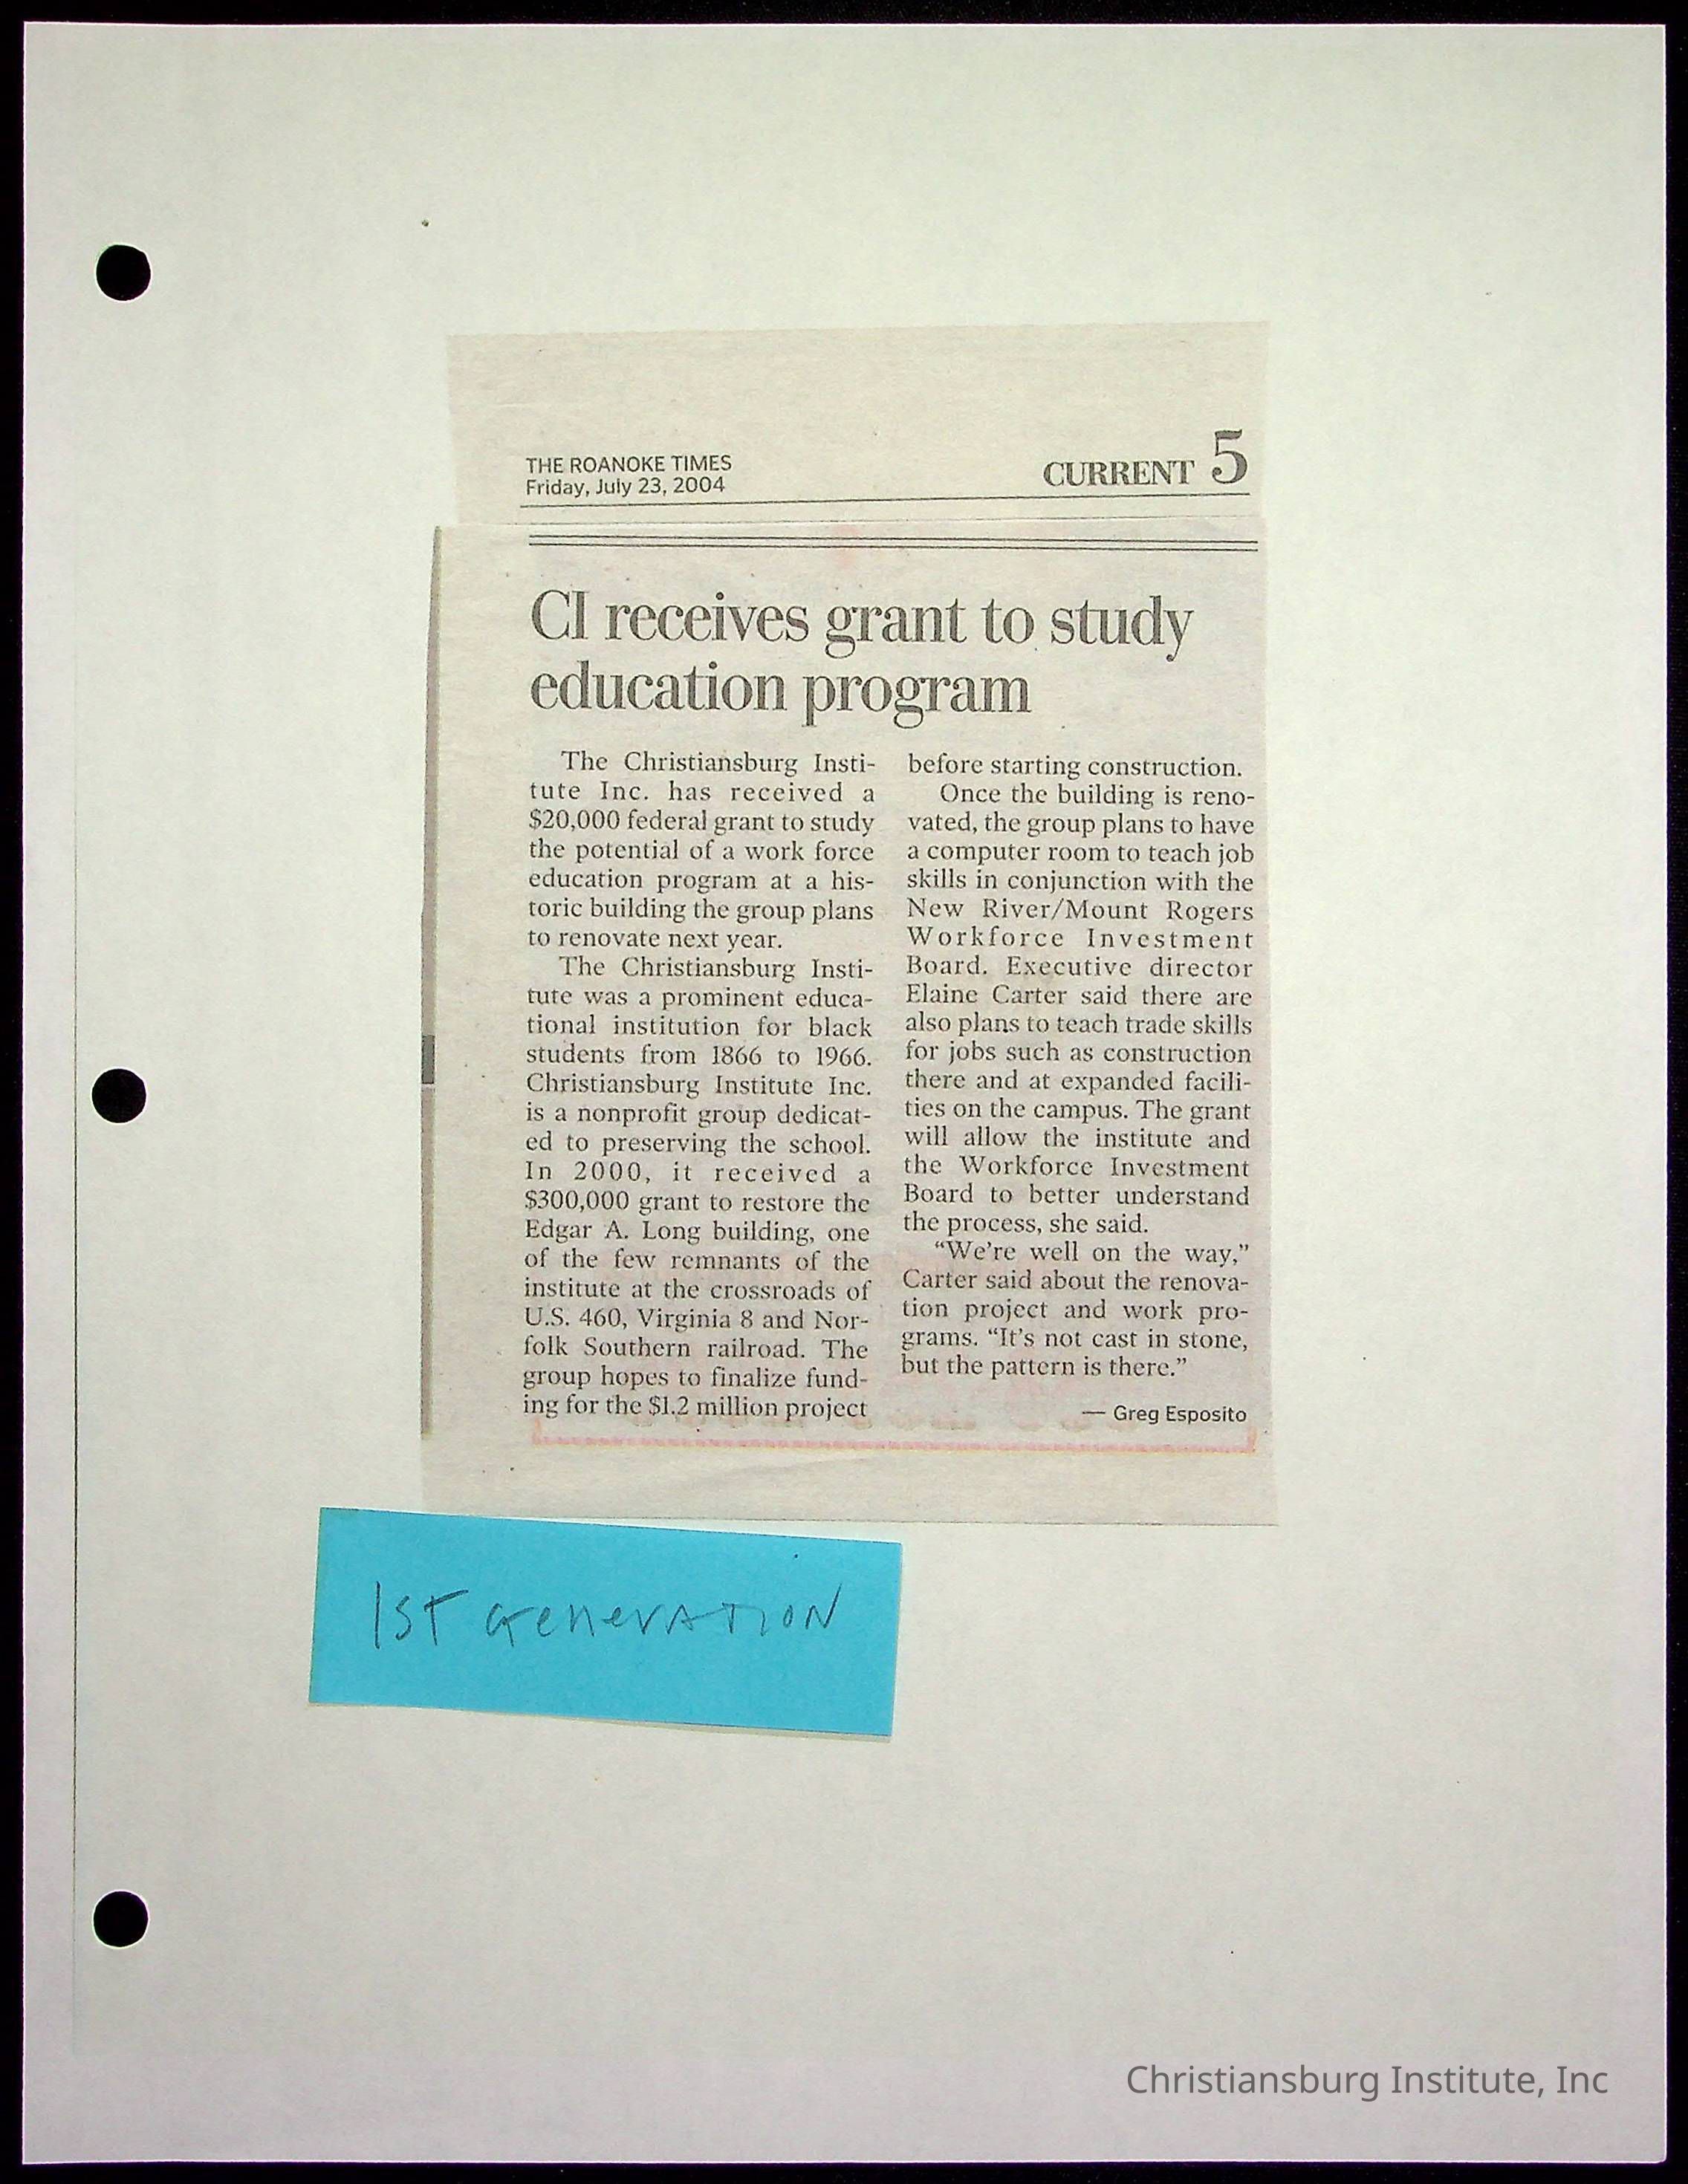 THE ROANOKE TIMES
Friday, July 23, 2004
CURRENT 5
CI receives grant to study
education program
The Christiansburg Insti-
tute Inc. has received a
$20,000 federal grant to study
the potential of a work force
education program at a his-
toric building the group plans
to renovate next year.
The Christiansburg Insti-
tute was a prominent educa-
tional institution for black
students from 1866 to 1966.
Christiansburg Institute Inc.
is a nonprofit group dedicat-
ed to preserving the school.
In 2000, it received a
$300,000 grant to restore the
Edgar A. Long building, one
of the few remnants of the
institute at the crossroads of
U.S. 460, Virginia 8 and Nor-
folk Southern railroad. The
group hopes to finalize fund-
ing for the $1.2 million project
before starting construction.
Once the building is reno-
vated, the group plans to have
a computer room to teach job
skills in conjunction with the
New River/Mount Rogers
Workforce Investment
Board. Executive director
Elaine Carter said there are
also plans to teach trade skills
for jobs such as construction
there and at expanded facili-
ties on the campus. The grant
will allow the institute and
the Workforce Investment
Board to better understand
the process, she said.
“We’re well on the way,”
Carter said about the renova-
tion project and work pro-
grams. “It’s not cast in stone,
but the pattern is there.”
— Greg Esposito
1ST GeneratioN
Christiansburg Institute, Inc